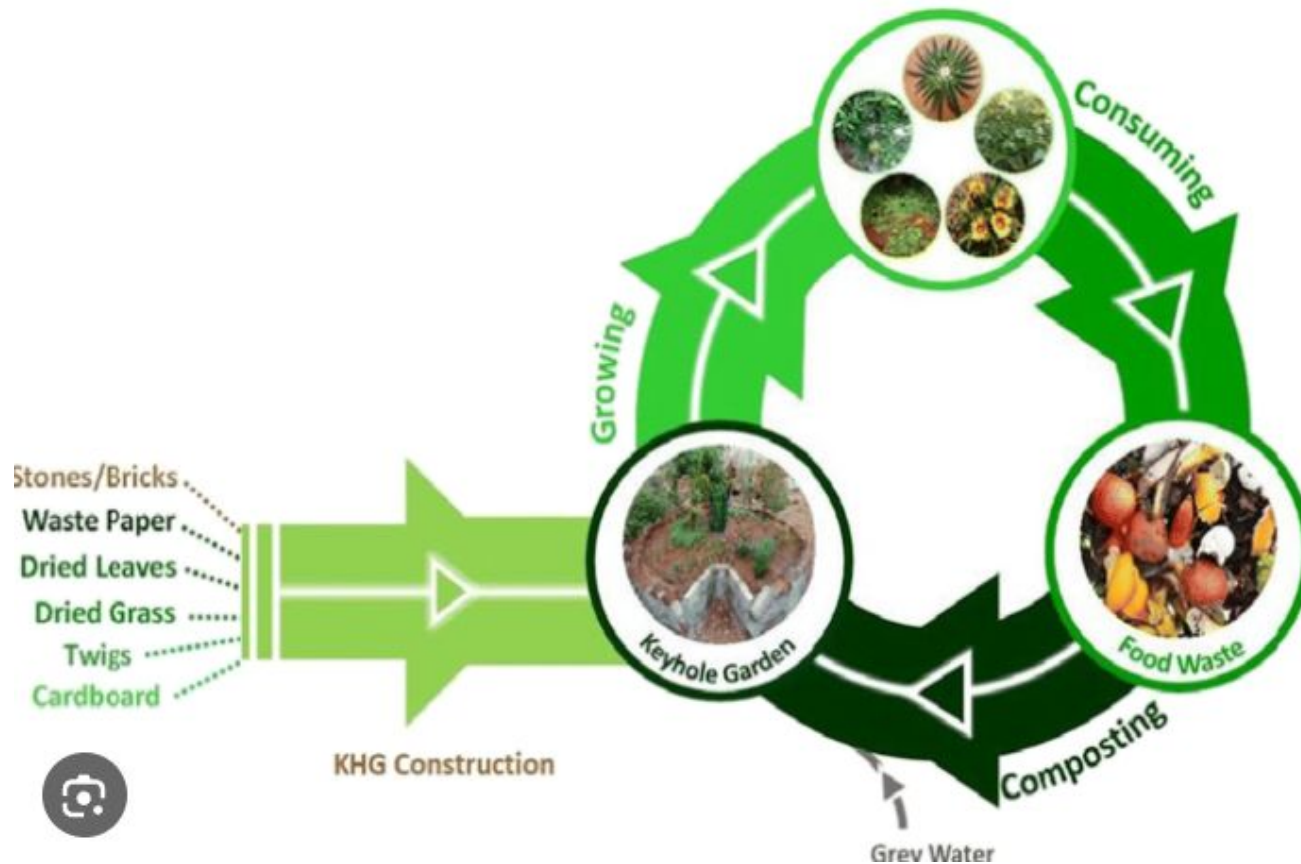 Consuming
Growing
Stones/Bricks
Waste Paper
Dried Leaves
Dried Grass
Twigs
Cardboard
Keyhole Garden
Food Waste
KHG Construction
Composting
Grey Water